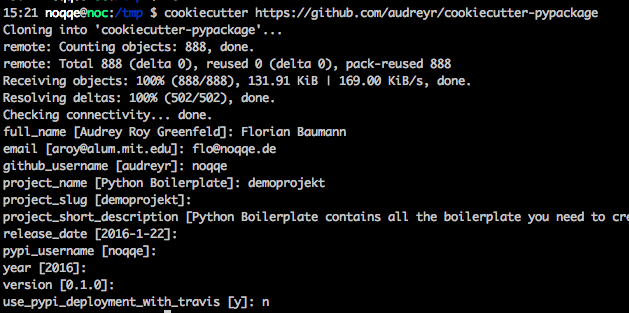 15:21 noqqe@noc:/tmp $ cookiecutter https://github.com/audreyr/cookiecutter-pypackage
Cloning into 'cookiecutter-pypackage'...
remote: Counting objects: 888, done.
remote: Total 888 (delta 0), reused 0 (delta 0), pack-reused 888
Receiving objects: 100% (888/888), 131.91 KiB | 169.00 KiB/s, done.
Resolving deltas: 100% (502/502), done.
Checking connectivity... done.
full_name [Audrey Roy Greenfeld]: Florian Baumann
email [aroy@alum.mit.edu]: flo@noqqe.de
github_username [audreyr]: noqqe
project_name [Python Boilerplate]: demoprojekt
project_slug [demoprojekt]:
project_short_description [Python Boilerplate contains all the boilerplate you need to cre
release_date [2016-1-22]:
pypi_username [noqqe]:
year [2016]:
version [0.1.0]:
use_pypi_deployment_with_travis [y]: n